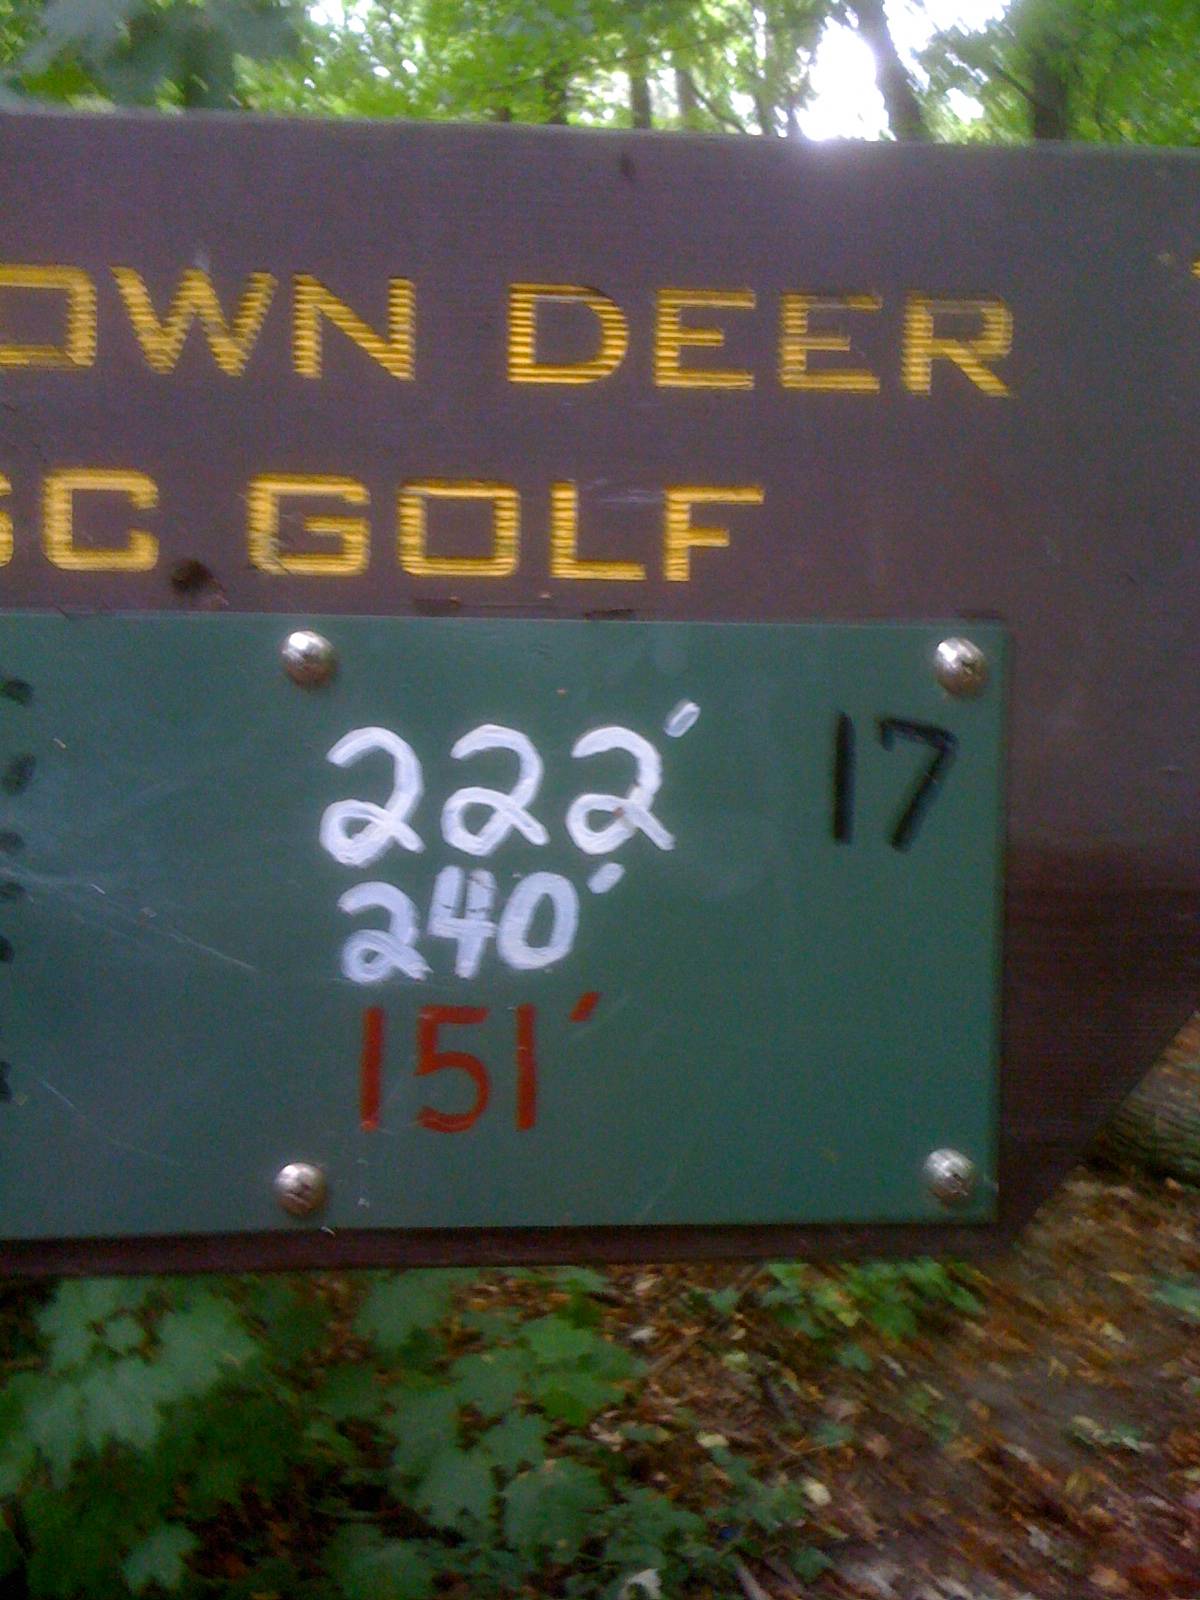 OWN DEER
SC GOLF
222' 17
240'
151'